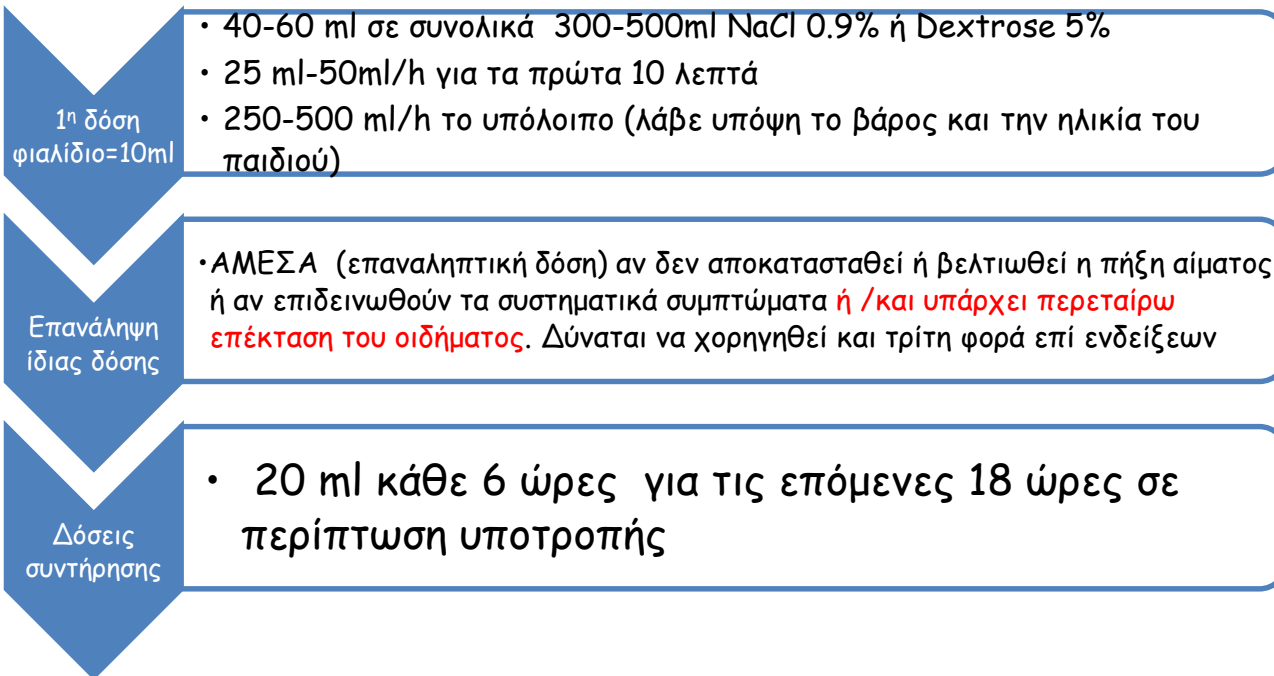 1η δόση
φιαλίδιο=10ml
• 40-60 ml σε συνολικά 300-500ml NaCl 0.9% ή Dextrose 5%
• 25 ml-50ml/h για τα πρώτα 10 λεπτά
• 250-500 ml/h το υπόλοιπο (λάβε υπόψη το βάρος και την ηλικία του
παιδιού)
Επανάληψη
ίδιας δόσης
•ΑΜΕΣΑ (επαναληπτική δόση) αν δεν αποκατασταθεί ή βελτιωθεί η πήξη αίματος
ή αν επιδεινωθούν τα συστηματικά συμπτώματα ή /και υπάρχει περεταίρω
επέκταση του οιδήματος. Δύναται να χορηγηθεί και τρίτη φορά επί ενδείξεων
Δόσεις
συντήρησης
• 20 ml κάθε 6 ώρες για τις επόμενες 18 ώρες σε
περίπτωση υποτροπής